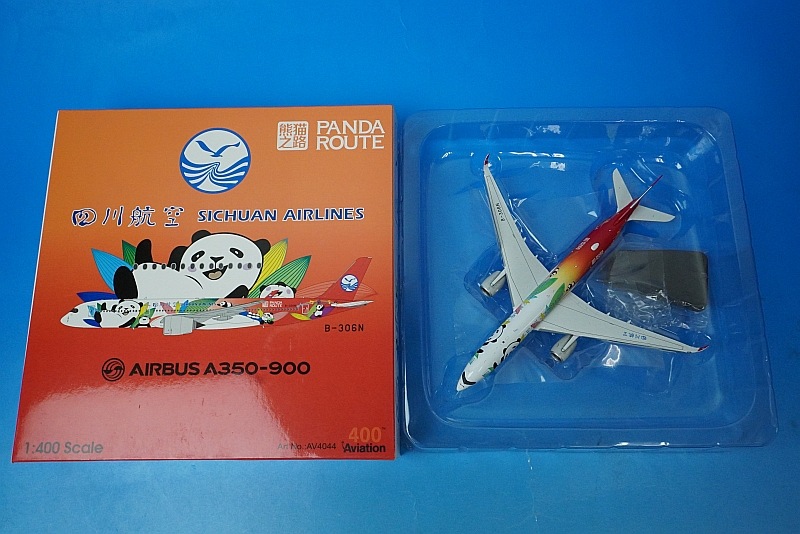 熊猫
之路
PANDA
ROUTE
四川航空 SICHUAN AIRLINES
B-306N
AIRBUS A350-900
1:400 Scale
Art No.:AV4044
400
Aviation